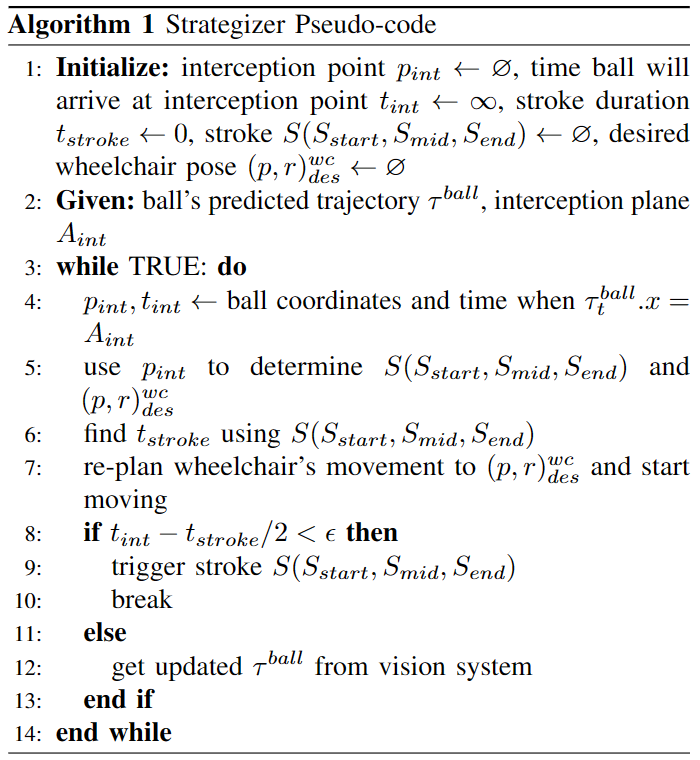 Algorithm 1 Strategizer Pseudo-code
1: Initialize: interception point $p_{int} \leftarrow \varnothing$, time ball will
arrive at interception point $t_{int} \leftarrow \infty$, stroke duration
$t_{stroke} \leftarrow 0$, stroke $S(S_{start}, S_{mid}, S_{end}) \leftarrow \varnothing$, desired
wheelchair pose $(p, r)^{wc}_{des} \leftarrow \varnothing$
2: Given: ball's predicted trajectory $\tau^{ball}$, interception plane
$A_{int}$
3: while TRUE: do
4: $p_{int}, t_{int} \leftarrow$ ball coordinates and time when $\tau^{ball}_{t}.x =$
$A_{int}$
5: use $p_{int}$ to determine $S(S_{start}, S_{mid}, S_{end})$ and
$(p, r)^{wc}_{des}$
6: find $t_{stroke}$ using $S(S_{start}, S_{mid}, S_{end})$
7: re-plan wheelchair's movement to $(p, r)^{wc}_{des}$ and start
moving
8: if $t_{int} - t_{stroke}/2 < \epsilon$ then
9: trigger stroke $S(S_{start}, S_{mid}, S_{end})$
10: break
11: else
12: get updated $\tau^{ball}$ from vision system
13: end if
14: end while